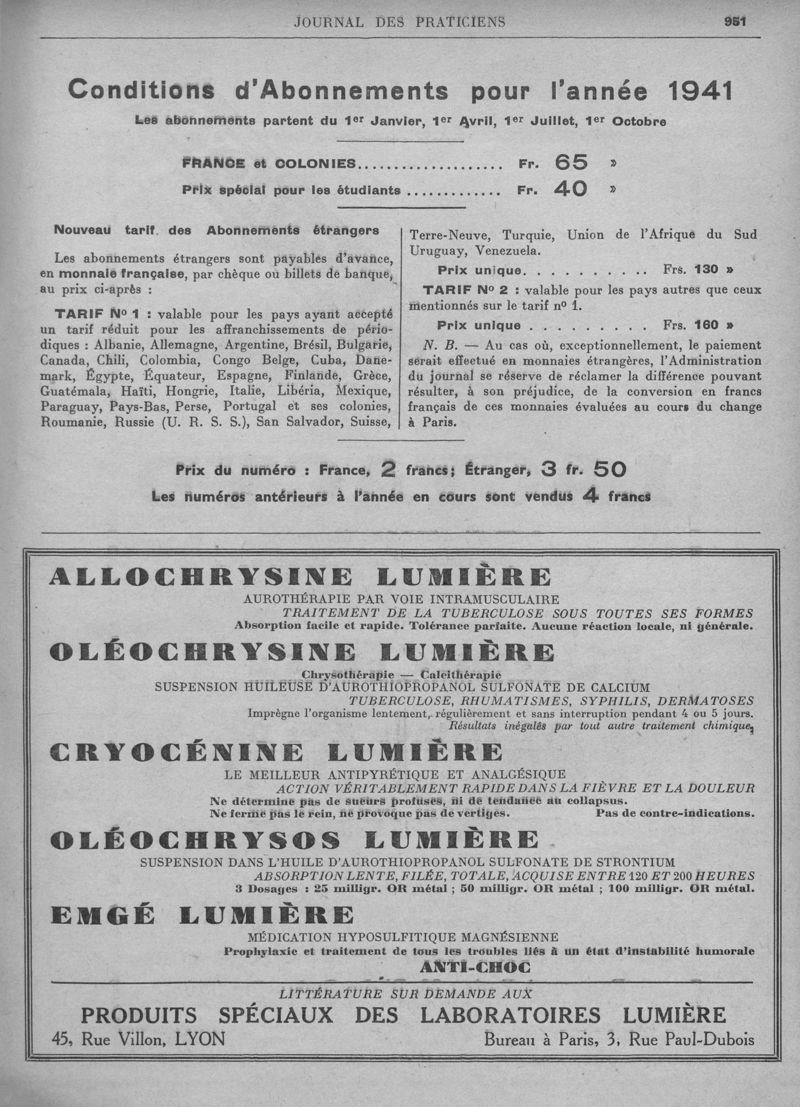 JOURNAL DES PRATICIENS 951
Conditions d'Abonnements pour l'année 1941
Les abonnements partent du 1er Janvier, 1er Avril, 1er Juillet, 1er Octobre
FRANCE et COLONIES.................... Fr. 65 »
Prix spécial pour les étudiants ............. Fr. 40 »
Nouveau tarif des Abonnements étrangers
Les abonnements étrangers sont payables d'avance,
en monnaie française, par chèque ou billets de banque,
au prix ci-après :
TARIF No 1 : valable pour les pays ayant accepté
un tarif réduit pour les affranchissements de pério-
diques : Albanie, Allemagne, Argentine, Brésil, Bulgarie,
Canada, Chili, Colombia, Congo Belge, Cuba, Dane-
mark, Égypte, Équateur, Espagne, Finlande, Grèce,
Guatémala, Haïti, Hongrie, Italie, Libéria, Mexique,
Paraguay, Pays-Bas, Perse, Portugal et ses colonies,
Roumanie, Russie (U. R. S. S.), San Salvador, Suisse,
Terre-Neuve, Turquie, Union de l'Afrique du Sud
Uruguay, Venezuela.
Prix unique. . . . . . . . . . Frs. 130 »
TARIF No 2 : valable pour les pays autres que ceux
mentionnés sur le tarif no 1.
Prix unique . . . . . . . . . Frs. 160 »
N. B. — Au cas où, exceptionnellement, le paiement
serait effectué en monnaies étrangères, l'Administration
du journal se réserve de réclamer la différence pouvant
résulter, à son préjudice, de la conversion en francs
français de ces monnaies évaluées au cours du change
à Paris.
Prix du numéro : France, 2 francs; Étranger, 3 fr. 50
Les numéros antérieurs à l'année en cours sont vendus 4 francs
ALLOCHRYSINE LUMIÈRE
AUROTHÉRAPIE PAR VOIE INTRAMUSCULAIRE
TRAITEMENT DE LA TUBERCULOSE SOUS TOUTES SES FORMES
Absorption facile et rapide. Tolérance parfaite. Aucune réaction locale, ni générale.
OLÉOCHRYSINE LUMIÈRE
Chrysothérapie — Calcithérapie
SUSPENSION HUILEUSE D'AUROTHIOPROPANOL SULFONATE DE CALCIUM
TUBERCULOSE, RHUMATISMES, SYPHILIS, DERMATOSES
Imprègne l'organisme lentement, régulièrement et sans interruption pendant 4 ou 5 jours.
Résultats inégalés par tout autre traitement chimique.
CRYOCÉNINE LUMIÈRE
LE MEILLEUR ANTIPYRÉTIQUE ET ANALGÉSIQUE
ACTION VÉRITABLEMENT RAPIDE DANS LA FIÈVRE ET LA DOULEUR
Ne détermine pas de sueurs profuses, ni de tendance au collapsus.
Ne ferme pas le rein, ne provoque pas de vertiges. Pas de contre-indications.
OLÉOCHRYSOS LUMIÈRE
SUSPENSION DANS L'HUILE D'AUROTHIOPROPANOL SULFONATE DE STRONTIUM
ABSORPTION LENTE, FILÉE, TOTALE, ACQUISE ENTRE 120 ET 200 HEURES
3 Dosages : 25 milligr. OR métal ; 50 milligr. OR métal ; 100 milligr. OR métal.
EMGÉ LUMIÈRE
MÉDICATION HYPOSULFITIQUE MAGNÉSIENNE
Prophylaxie et traitement de tous les troubles liés à un état d'instabilité humorale
ANTI-CHOC
LITTÉRATURE SUR DEMANDE AUX
PRODUITS SPÉCIAUX DES LABORATOIRES LUMIÈRE
45, Rue Villon, LYON Bureau à Paris, 3, Rue Paul-Dubois